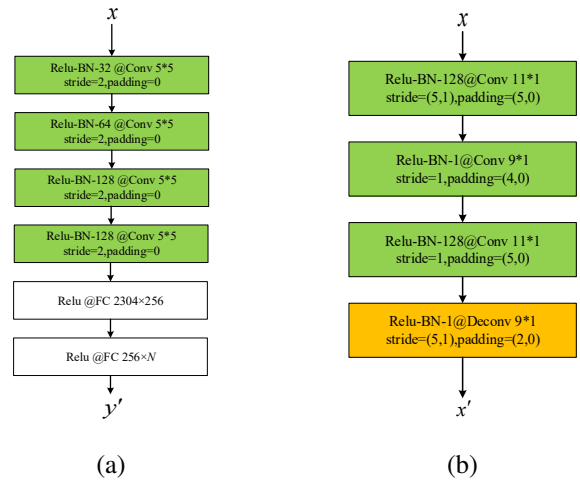 x
Relu-BN-32 @Conv 5*5
stride=2,padding=0
Relu-BN-64 @Conv 5*5
stride=2,padding=0
Relu-BN-128 @Conv 5*5
stride=2,padding=0
Relu-BN-128 @Conv 5*5
stride=2,padding=0
Relu @FC 2304×256
Relu @FC 256×N
y'
(a)
x
Relu-BN-128@Conv 11*1
stride=(5,1),padding=(5,0)
Relu-BN-1@Conv 9*1
stride=1,padding=(4,0)
Relu-BN-128@Conv 11*1
stride=1,padding=(5,0)
Relu-BN-1@Deconv 9*1
stride=(5,1),padding=(2,0)
x'
(b)